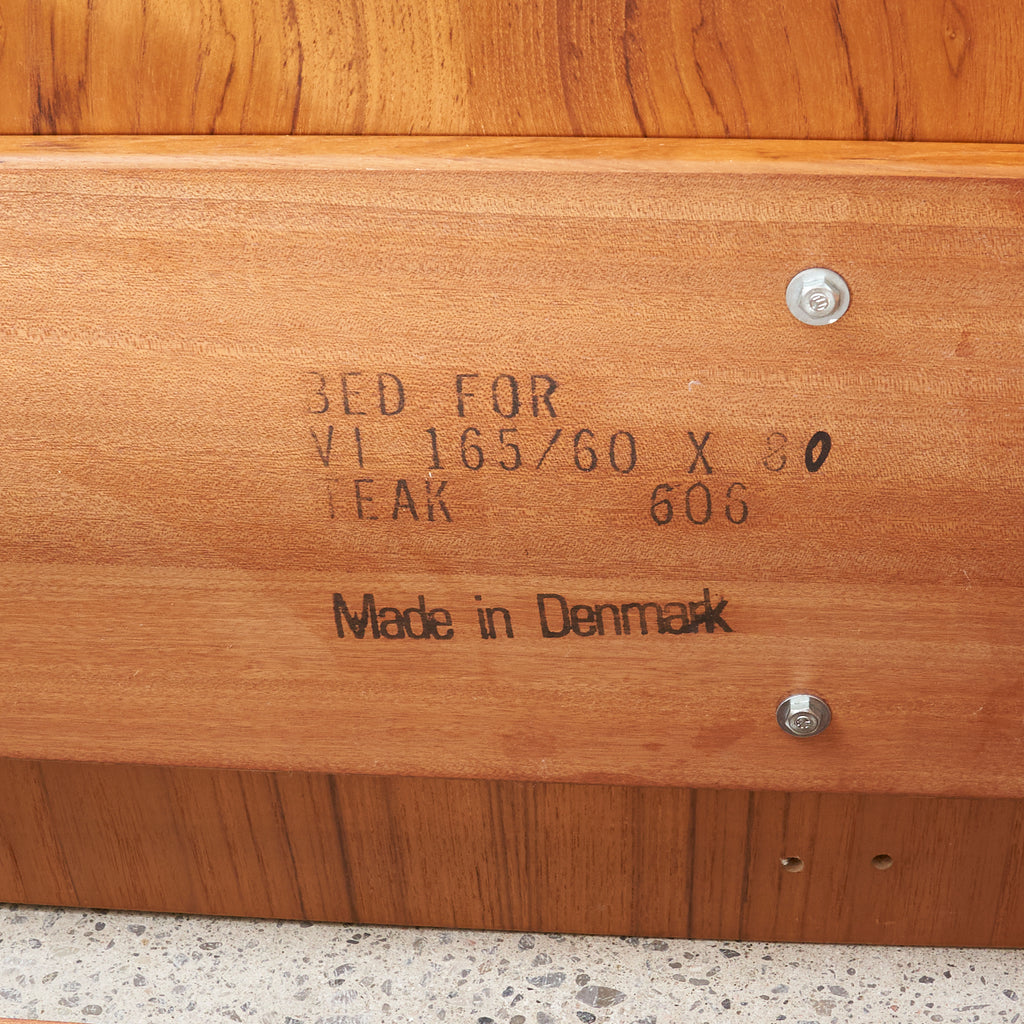 BED FOR
VI 165/60 X 80
TEAK 606
Made in Denmark